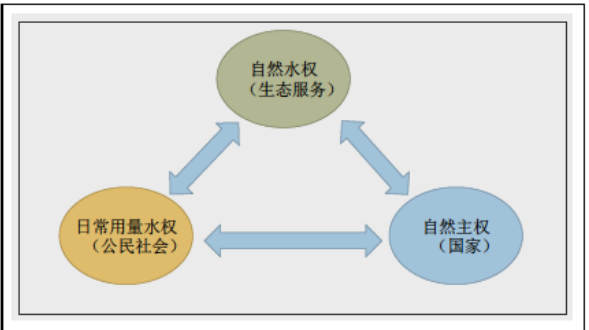 自然水权
（生态服务）
日常用量水权
（公民社会）
自然主权
（国家）